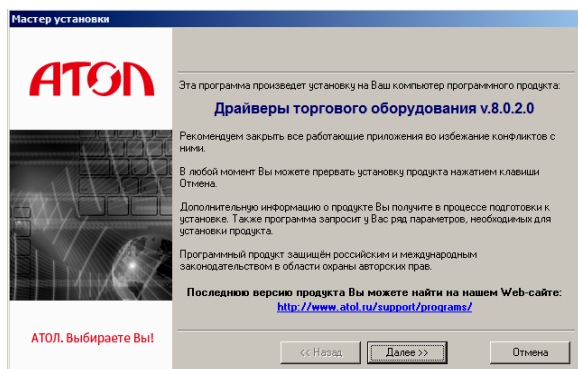 Мастер установки
АТОЛ
Эта программа произведет установку на Ваш компьютер программного продукта:
Драйверы торгового оборудования v.8.0.2.0
Рекомендуем закрыть все работающие приложения во избежание конфликтов с
ними.
В любой момент Вы можете прервать установку продукта нажатием клавиши
Отмена.
Дополнительную информацию о продукте Вы получите в процессе подготовки к
установке. Также программа запросит у Вас ряд параметров, необходимых для
установки продукта.
Программный продукт защищён российским и международным
законодательством в области охраны авторских прав.
Последнюю версию продукта Вы можете найти на нашем Web-сайте:
http://www.atol.ru/support/programs/
АТОЛ. Выбираете Вы!
<< Назад
Далее >>
Отмена